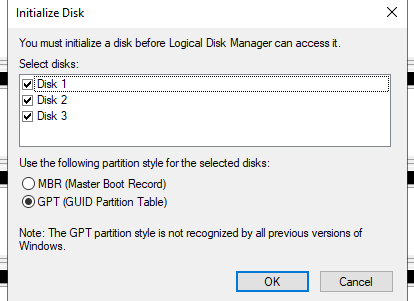 Initialize Disk
You must initialize a disk before Logical Disk Manager can access it.
Select disks:
Disk 1
Disk 2
Disk 3
Use the following partition style for the selected disks:
MBR (Master Boot Record)
GPT (GUID Partition Table)
Note: The GPT partition style is not recognized by all previous versions of
Windows.
OK
Cancel